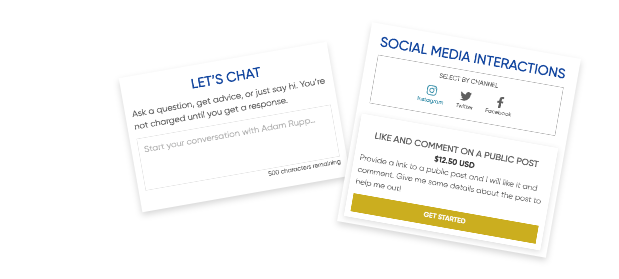 LET'S CHAT
Ask a question, get advice, or just say hi. You're
not charged until you get a response.
Start your conversation with Adam Rupp...
500 characters remaining
SOCIAL MEDIA INTERACTIONS
SELECT BY CHANNEL
Instagram
Twitter
Facebook
LIKE AND COMMENT ON A PUBLIC POST
$12.50 USD
Provide a link to a public post and I will like it and
comment. Give me some details about the post to
help me out!
GET STARTED